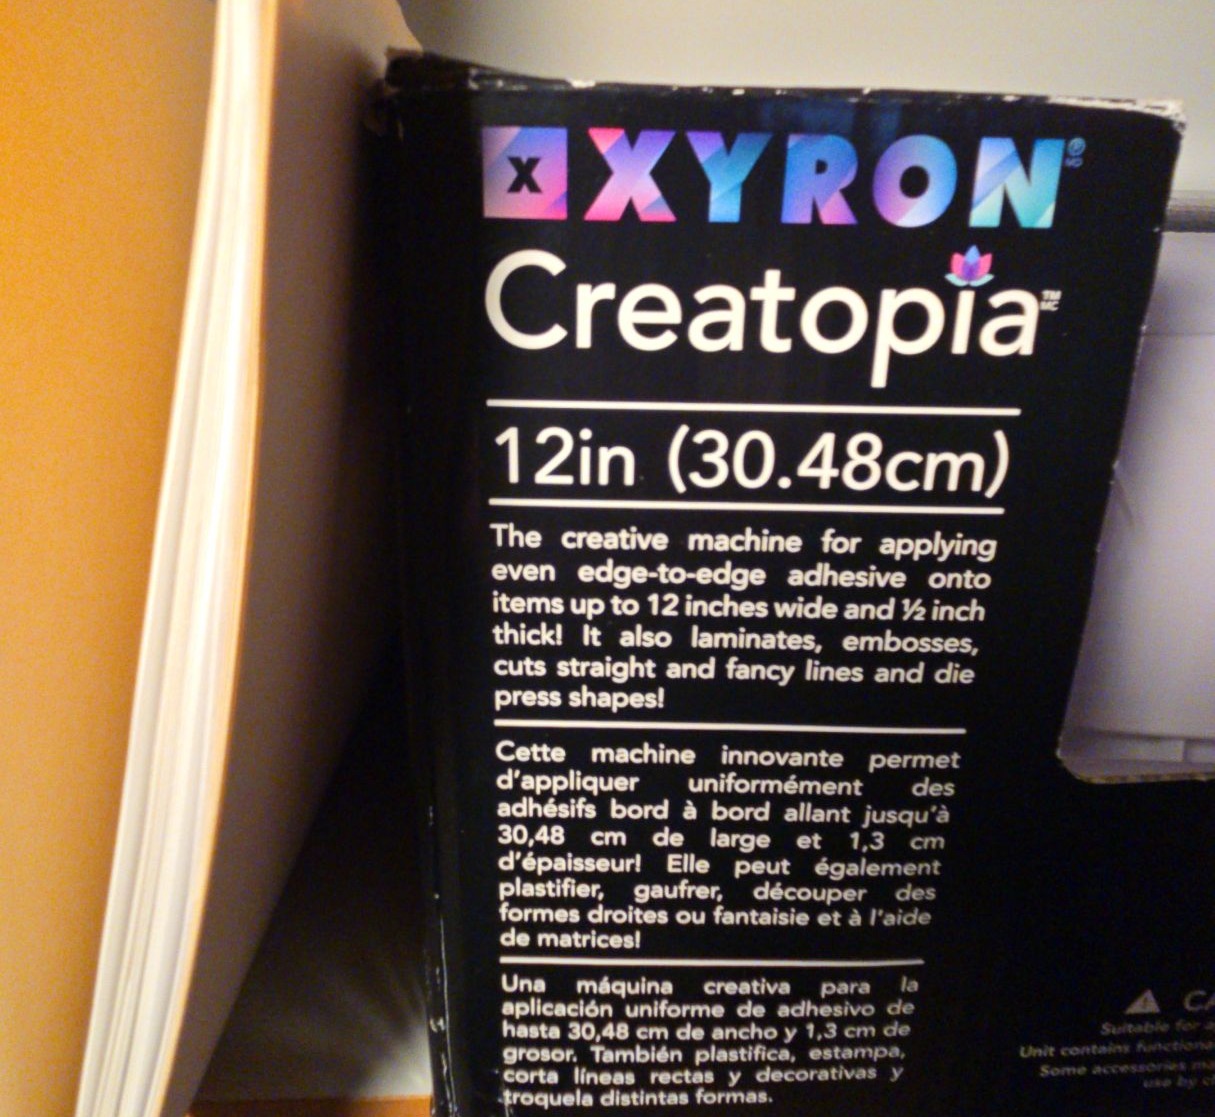 x XYRON®
MD
Creatopia™
MC
12in (30.48cm)
The creative machine for applying
even edge-to-edge adhesive onto
items up to 12 inches wide and ½ inch
thick! It also laminates, embosses,
cuts straight and fancy lines and die
press shapes!
Cette machine innovante permet
d'appliquer uniformément des
adhésifs bord à bord allant jusqu'à
30,48 cm de large et 1,3 cm
d'épaisseur! Elle peut également
plastifier, gaufrer, découper des
formes droites ou fantaisie et à l'aide
de matrices!
Una máquina creativa para la
aplicación uniforme de adhesivo de
hasta 30,48 cm de ancho y 1,3 cm de
grosor. También plastifica, estampa,
corta líneas rectas y decorativas y
troquela distintas formas.
Suitable for
Unit contains
Some accessories
use by